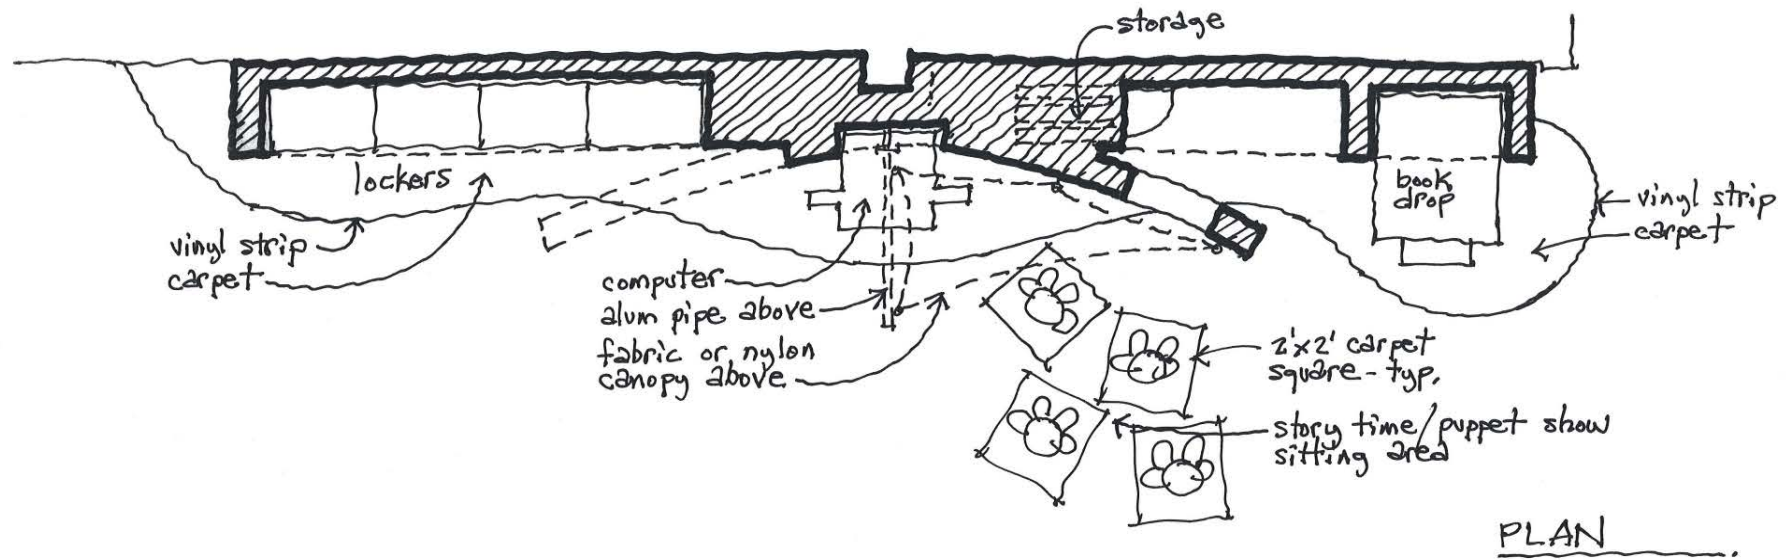 storage
lockers
book
drop
vinyl strip
carpet
vinyl strip
carpet
computer
alum pipe above
fabric or nylon
canopy above
2'x2' carpet
square-typ.
story time/puppet show
sitting area
PLAN